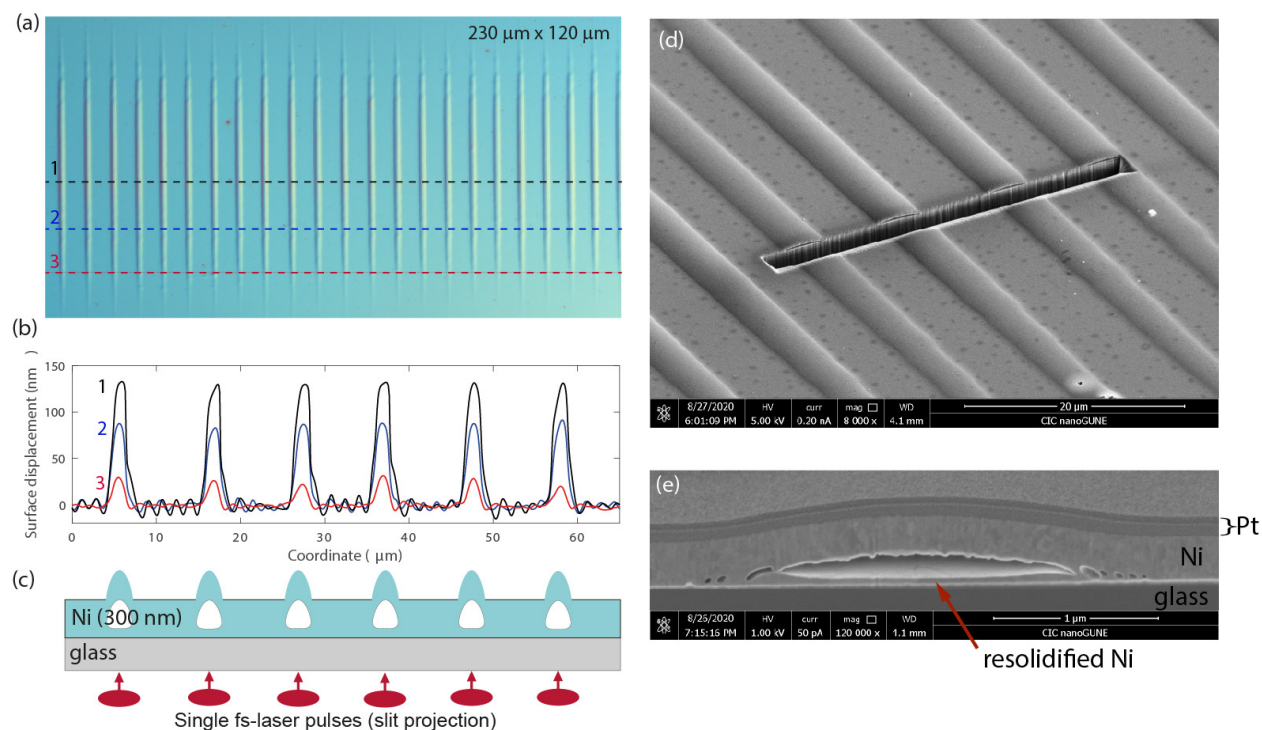 (a)
230 µm x 120 µm
1
2
3
(b)
Surface displacement (nm )
150
100
50
0
1
2
3
0
10
20
30
40
50
60
Coordinate ( µm)
(c)
Ni (300 nm)
glass
Single fs-laser pulses (slit projection)
(d)
8/27/2020 HV curr mag WD 20 µm
6:01:09 PM 5.00 kV 0.20 nA 8 000 x 4.1 mm CIC nanoGUNE
(e)
}Pt
Ni
glass
8/26/2020 HV curr mag WD 1 µm
7:15:16 PM 1.00 kV 50 pA 120 000 x 1.1 mm CIC nanoGUNE
resolidified Ni